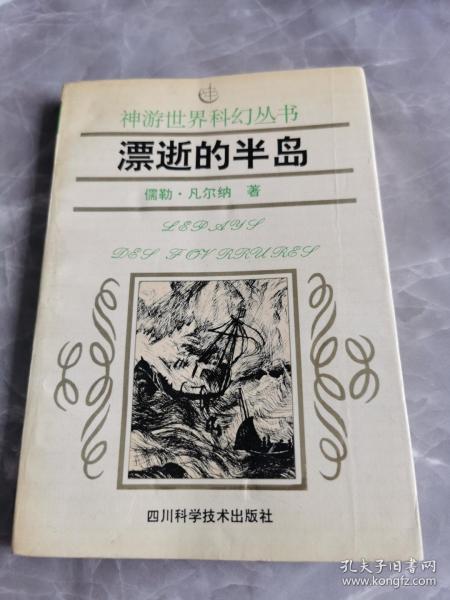 神游世界科幻丛书
漂逝的半岛
儒勒·凡尔纳 著
LE PAYS
DES FOVRRURES
四川科学技术出版社
孔夫子旧书网
www.kongfz.com